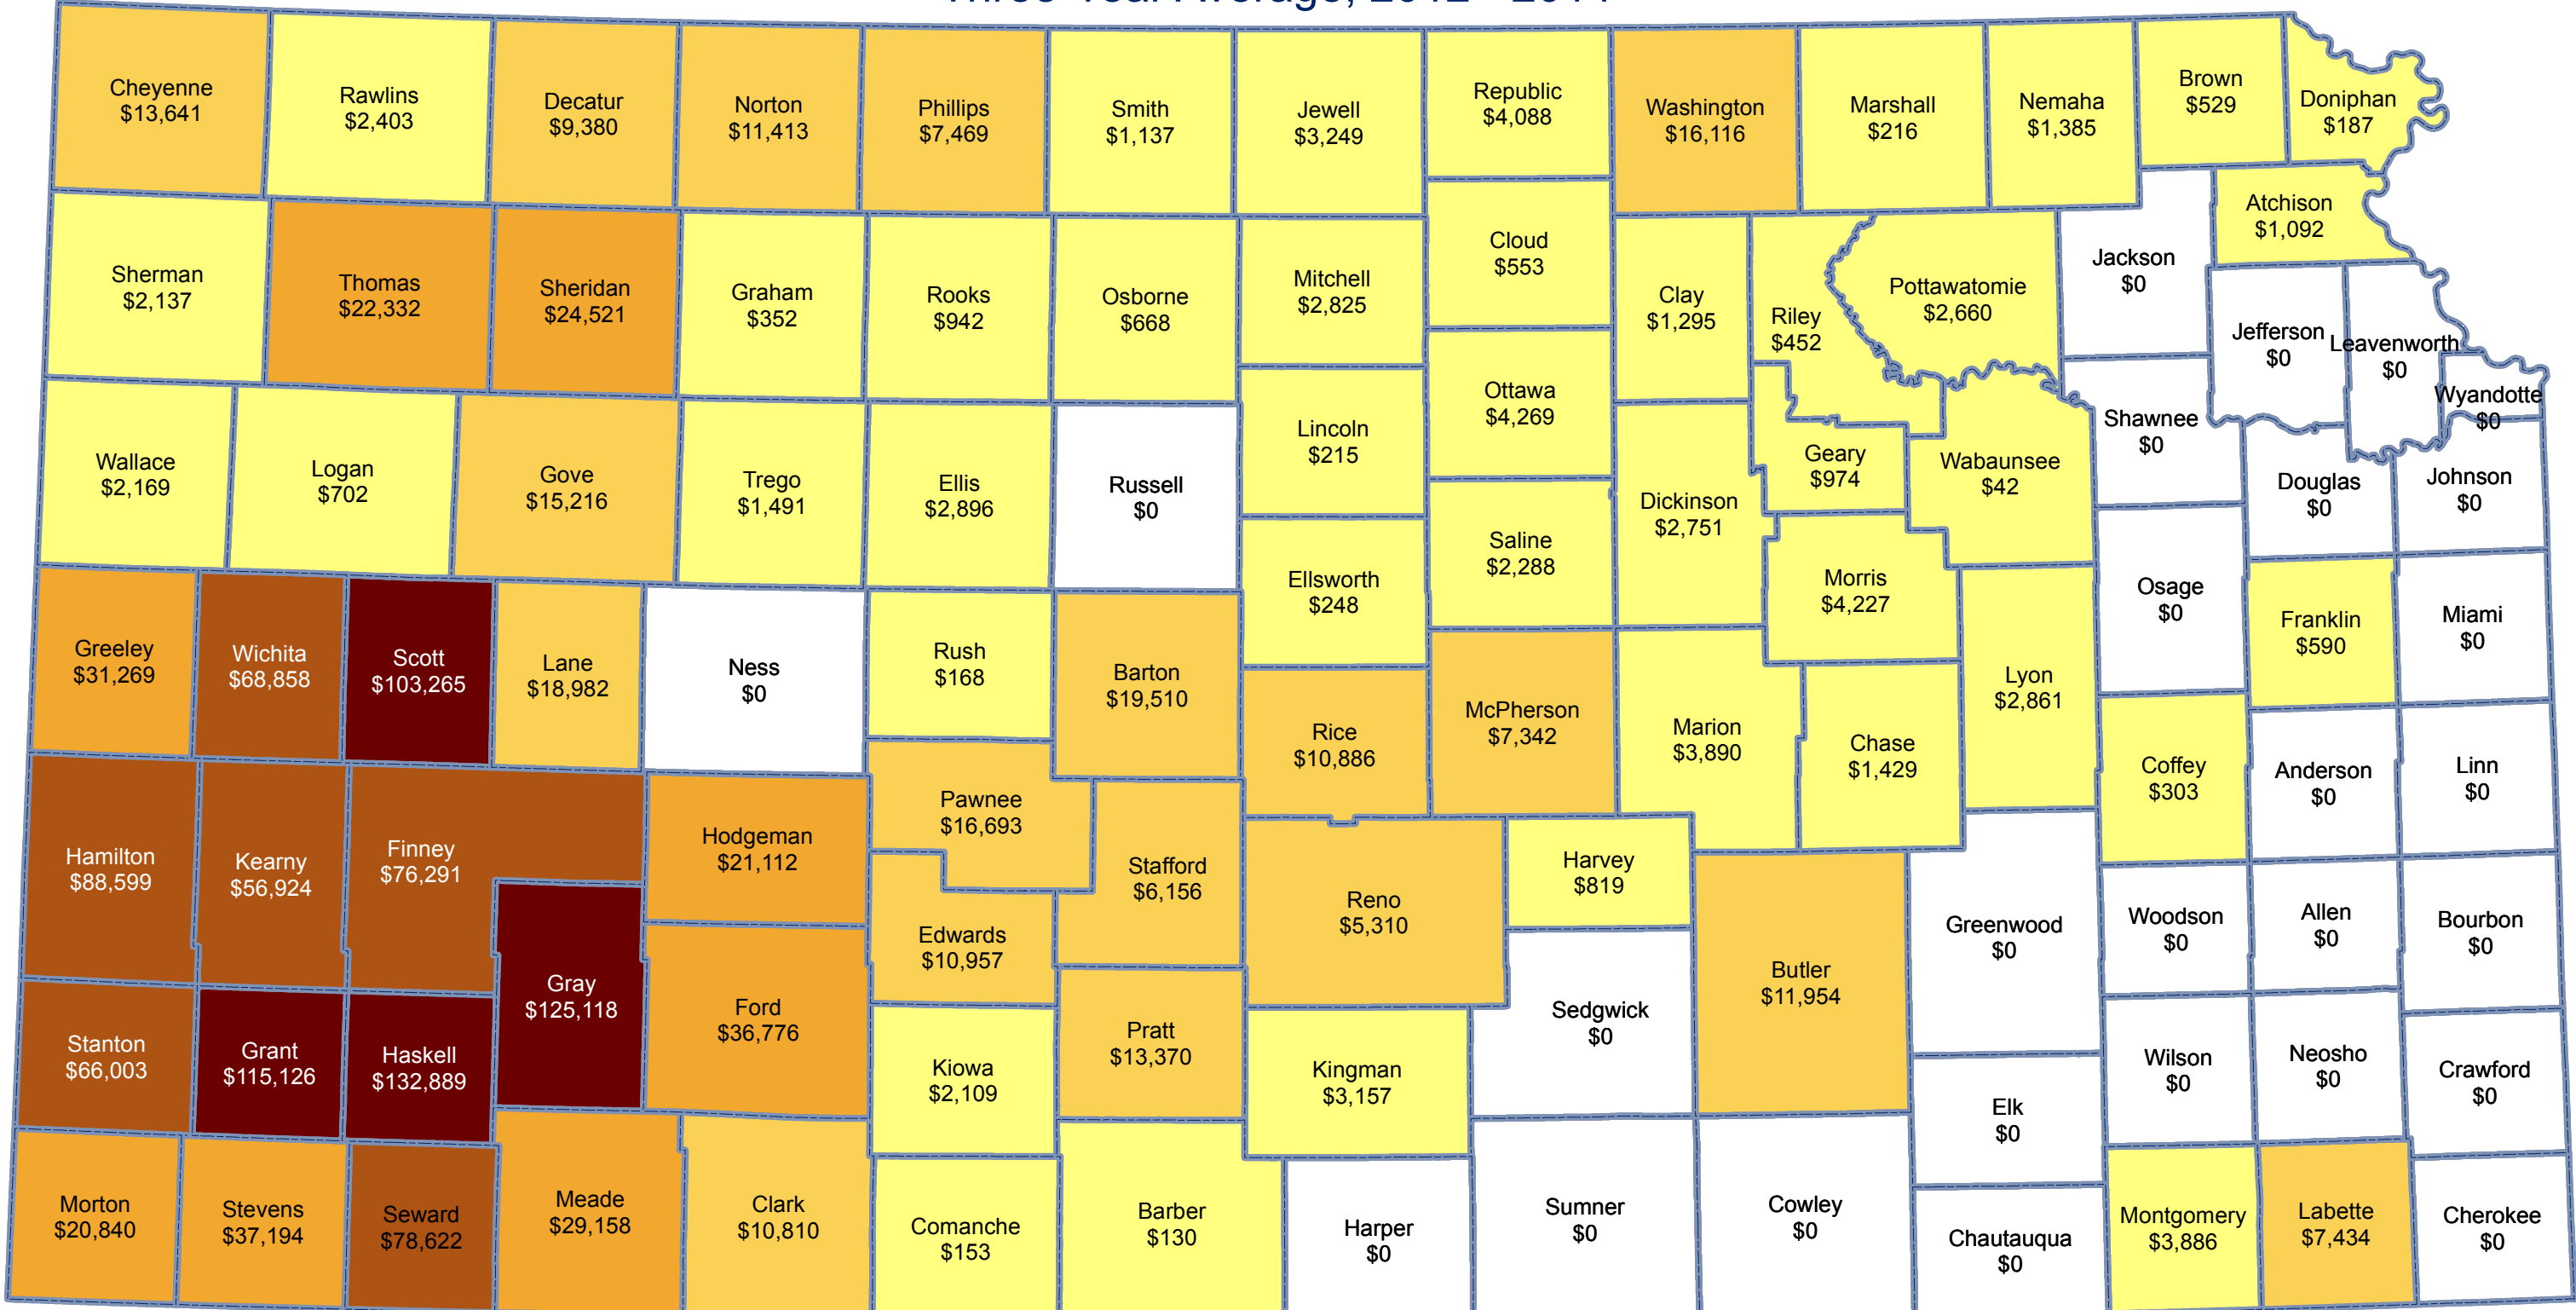 Three-Year Average, 2012 - 2014
Cheyenne
$13,641
Rawlins
$2,403
Decatur
$9,380
Norton
$11,413
Phillips
$7,469
Smith
$1,137
Jewell
$3,249
Republic
$4,088
Washington
$16,116
Marshall
$216
Nemaha
$1,385
Brown
$529
Doniphan
$187
Sherman
$2,137
Thomas
$22,332
Sheridan
$24,521
Graham
$352
Rooks
$942
Osborne
$668
Mitchell
$2,825
Cloud
$553
Clay
$1,295
Riley
$452
Pottawatomie
$2,660
Jackson
$0
Atchison
$1,092
Jefferson
$0
Leavenworth
$0
Wyandotte
$0
Wallace
$2,169
Logan
$702
Gove
$15,216
Trego
$1,491
Ellis
$2,896
Russell
$0
Lincoln
$215
Ottawa
$4,269
Dickinson
$2,751
Geary
$974
Wabaunsee
$42
Shawnee
$0
Douglas
$0
Johnson
$0
Ellsworth
$248
Saline
$2,288
Morris
$4,227
Osage
$0
Franklin
$590
Miami
$0
Greeley
$31,269
Wichita
$68,858
Scott
$103,265
Lane
$18,982
Ness
$0
Rush
$168
Barton
$19,510
Rice
$10,886
McPherson
$7,342
Marion
$3,890
Chase
$1,429
Lyon
$2,861
Coffey
$303
Anderson
$0
Linn
$0
Hamilton
$88,599
Kearny
$56,924
Finney
$76,291
Hodgeman
$21,112
Pawnee
$16,693
Stafford
$6,156
Edwards
$10,957
Reno
$5,310
Harvey
$819
Butler
$11,954
Greenwood
$0
Woodson
$0
Allen
$0
Bourbon
$0
Stanton
$66,003
Grant
$115,126
Haskell
$132,889
Gray
$125,118
Ford
$36,776
Kiowa
$2,109
Pratt
$13,370
Kingman
$3,157
Sedgwick
$0
Elk
$0
Wilson
$0
Neosho
$0
Crawford
$0
Morton
$20,840
Stevens
$37,194
Seward
$78,622
Meade
$29,158
Clark
$10,810
Comanche
$153
Barber
$130
Harper
$0
Sumner
$0
Cowley
$0
Chautauqua
$0
Montgomery
$3,886
Labette
$7,434
Cherokee
$0